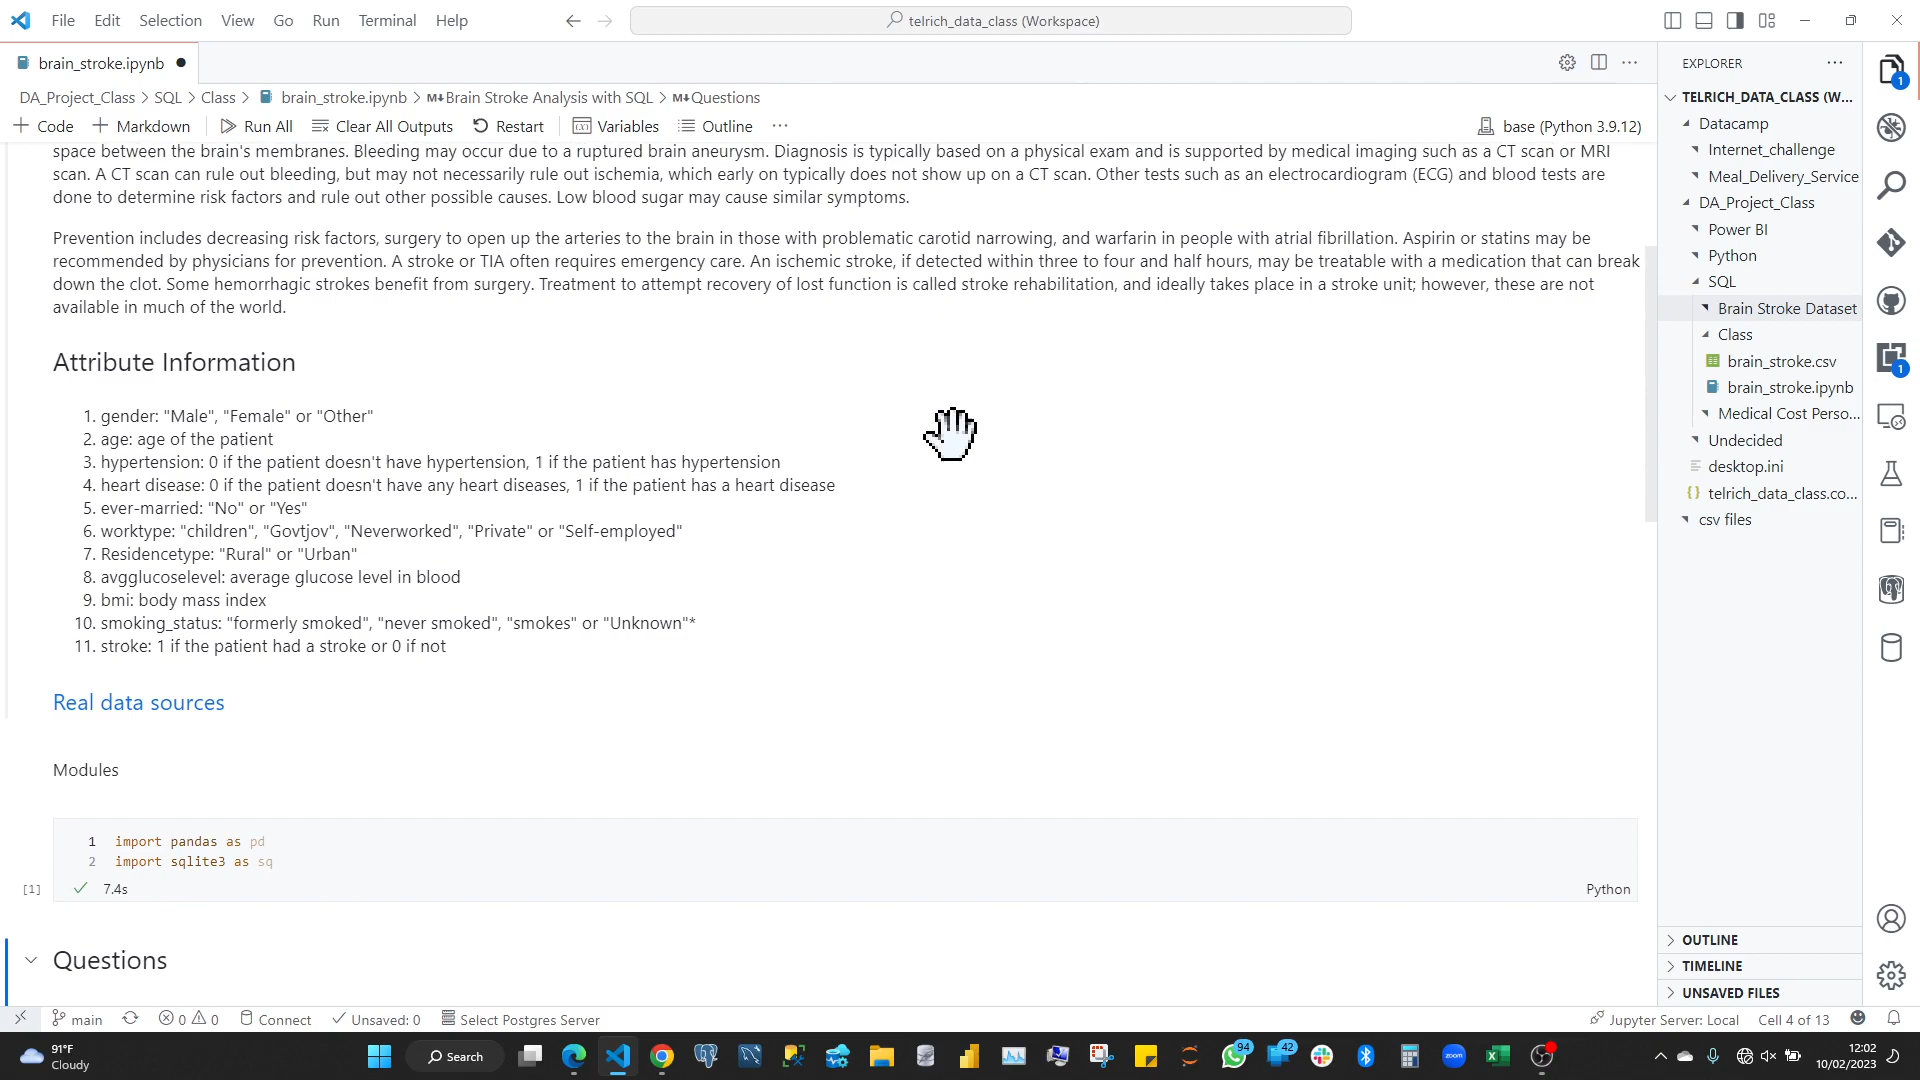 File Edit Selection View Go Run Terminal Help
telrich_data_class (Workspace)
brain_stroke.ipynb
DA_Project_Class > SQL > Class > brain_stroke.ipynb > M↓Brain Stroke Analysis with SQL > M↓Questions
+ Code + Markdown Run All Clear All Outputs Restart Variables Outline ... base (Python 3.9.12)
space between the brain's membranes. Bleeding may occur due to a ruptured brain aneurysm. Diagnosis is typically based on a physical exam and is supported by medical imaging such as a CT scan or MRI
scan. A CT scan can rule out bleeding, but may not necessarily rule out ischemia, which early on typically does not show up on a CT scan. Other tests such as an electrocardiogram (ECG) and blood tests are
done to determine risk factors and rule out other possible causes. Low blood sugar may cause similar symptoms.
Prevention includes decreasing risk factors, surgery to open up the arteries to the brain in those with problematic carotid narrowing, and warfarin in people with atrial fibrillation. Aspirin or statins may be
recommended by physicians for prevention. A stroke or TIA often requires emergency care. An ischemic stroke, if detected within three to four and half hours, may be treatable with a medication that can break
down the clot. Some hemorrhagic strokes benefit from surgery. Treatment to attempt recovery of lost function is called stroke rehabilitation, and ideally takes place in a stroke unit; however, these are not
available in much of the world.
Attribute Information
1. gender: "Male", "Female" or "Other"
2. age: age of the patient
3. hypertension: 0 if the patient doesn't have hypertension, 1 if the patient has hypertension
4. heart disease: 0 if the patient doesn't have any heart diseases, 1 if the patient has a heart disease
5. ever-married: "No" or "Yes"
6. worktype: "children", "Govtjov", "Neverworked", "Private" or "Self-employed"
7. Residencetype: "Rural" or "Urban"
8. avgglucoselevel: average glucose level in blood
9. bmi: body mass index
10. smoking_status: "formerly smoked", "never smoked", "smokes" or "Unknown"*
11. stroke: 1 if the patient had a stroke or 0 if not
Real data sources
Modules
1 import pandas as pd
2 import sqlite3 as sq
[1] 7.4s Python
Questions
EXPLORER
TELRICH_DATA_CLASS (W...
Datacamp
Internet_challenge
Meal_Delivery_Service
DA_Project_Class
Power BI
Python
SQL
Brain Stroke Dataset
Class
brain_stroke.csv
brain_stroke.ipynb
Medical Cost Perso...
Undecided
desktop.ini
telrich_data_class.co...
csv files
OUTLINE
TIMELINE
UNSAVED FILES
1
1
main 0 0 Connect Unsaved: 0 Select Postgres Server Jupyter Server: Local Cell 4 of 13
91°F
Cloudy
Search
94
42
zoom
12:02
10/02/2023